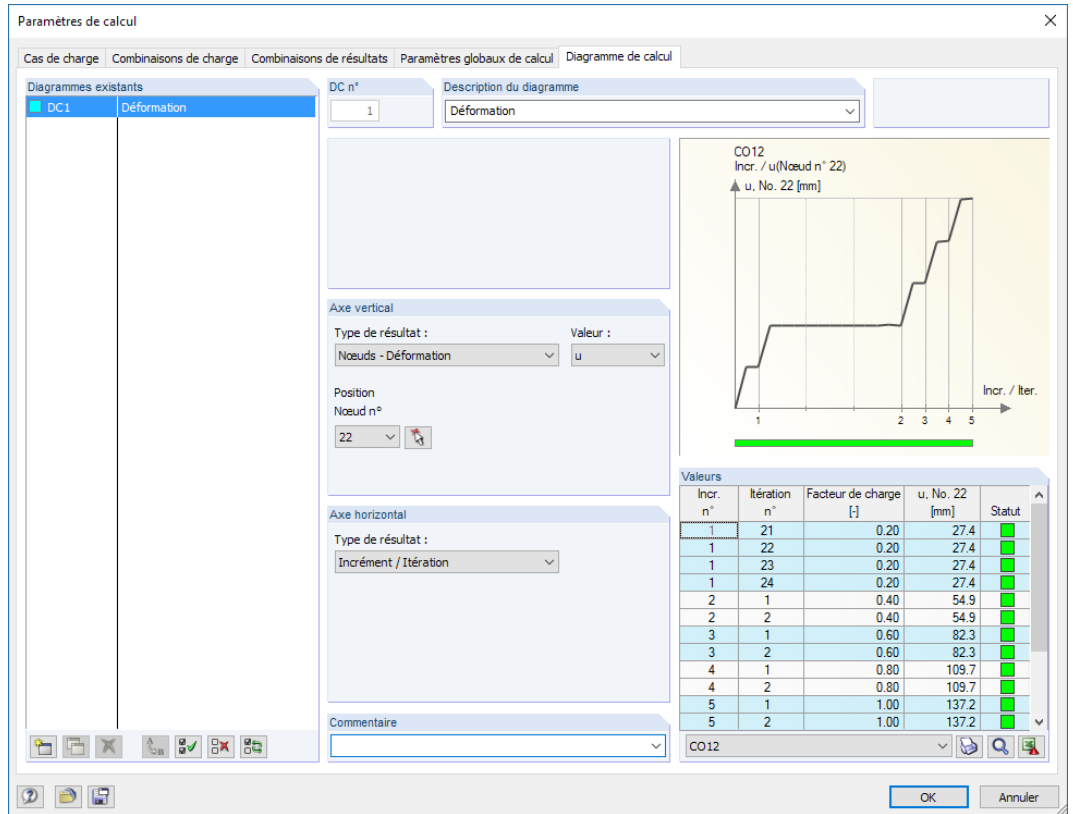 Paramètres de calcul
Cas de charge Combinaisons de charge Combinaisons de résultats Paramètres globaux de calcul Diagramme de calcul
Diagrammes existants
DC1 Déformation
DC n°
1
Description du diagramme
Déformation
CO12
Incr. / u(Nœud n° 22)
u, No. 22 [mm]
Incr. / Iter.
1 2 3 4 5
Axe vertical
Type de résultat :
Valeur :
Nœuds - Déformation
u
Position
Nœud n°
22
Axe horizontal
Type de résultat :
Incrément / Itération
Commentaire
Valeurs
Incr. Itération Facteur de charge u, No. 22
n° n° [-] [mm] Statut
1 21 0.20 27.4
1 22 0.20 27.4
1 23 0.20 27.4
1 24 0.20 27.4
2 1 0.40 54.9
2 2 0.40 54.9
3 1 0.60 82.3
3 2 0.60 82.3
4 1 0.80 109.7
4 2 0.80 109.7
5 1 1.00 137.2
5 2 1.00 137.2
CO12
OK
Annuler